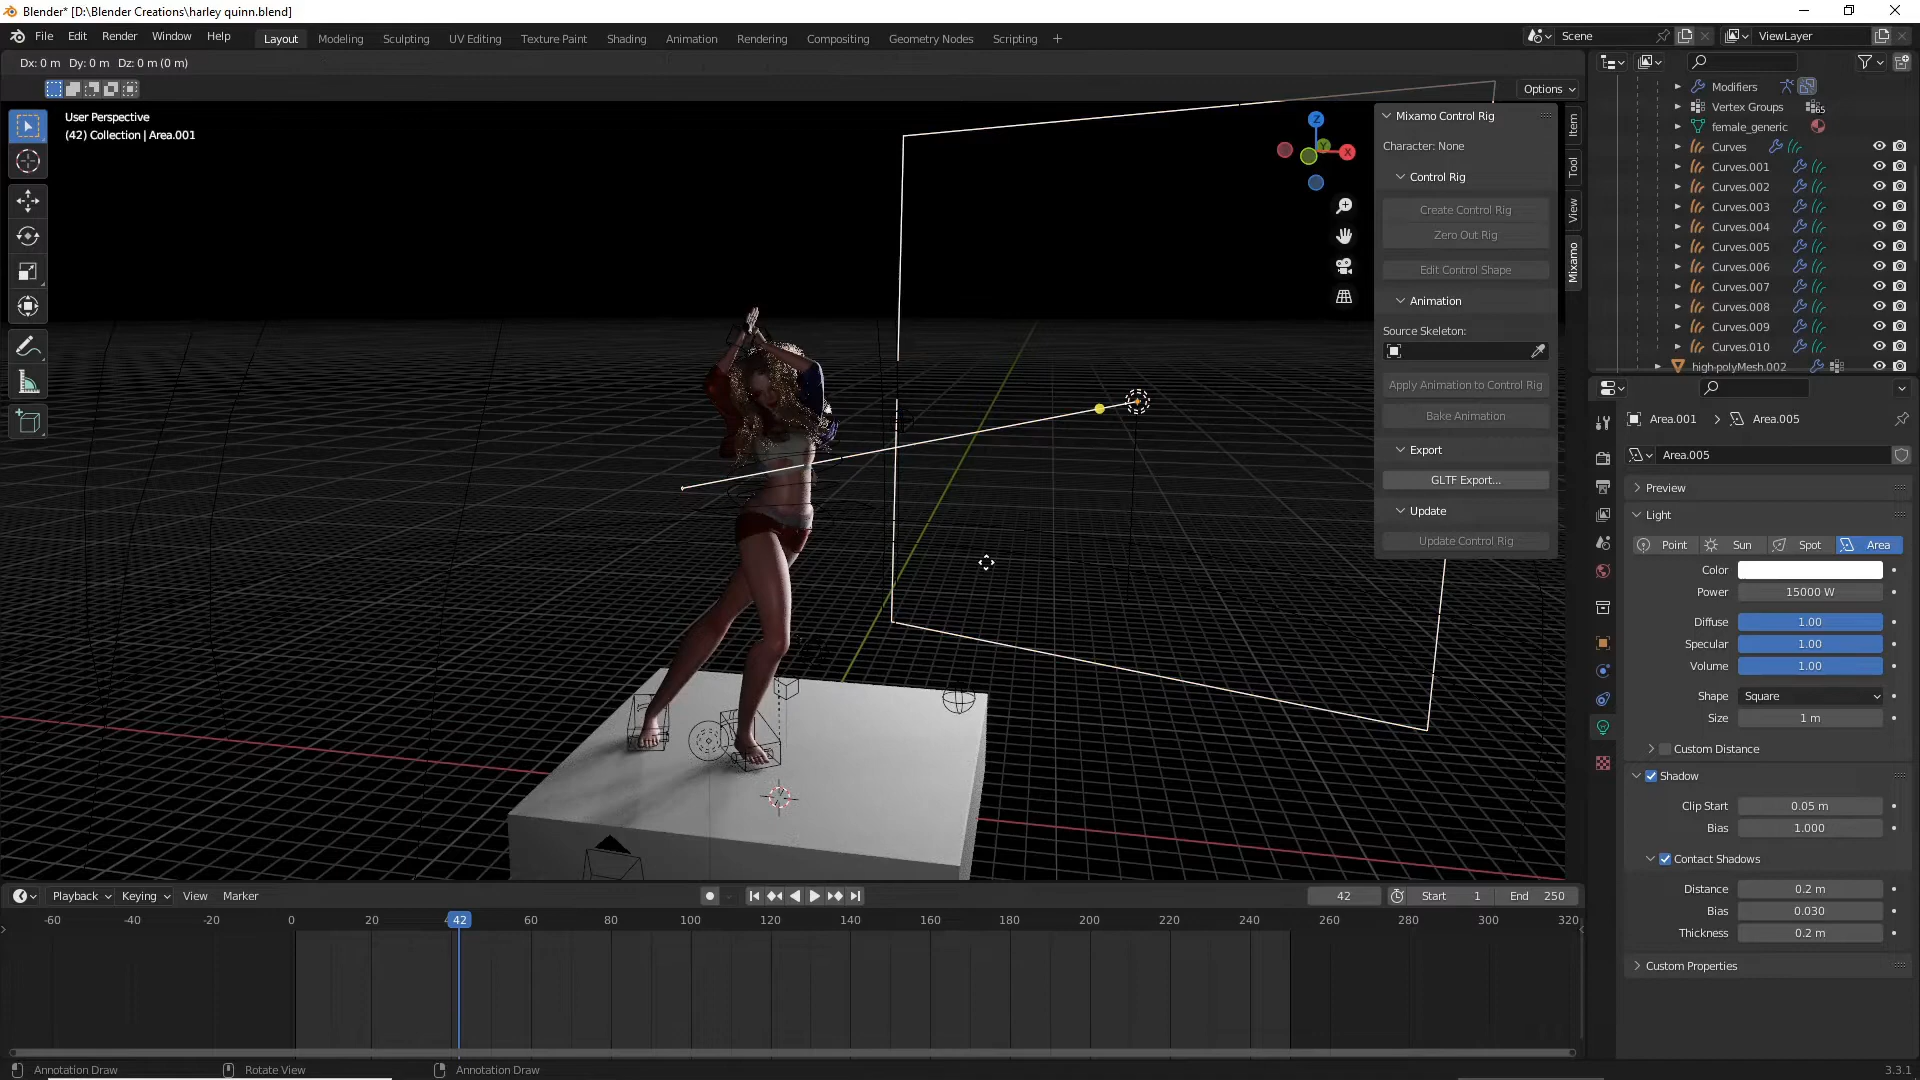 Blender* [D:\Blender Creations\harley quinn.blend]
File Edit Render Window Help Layout Modeling Sculpting UV Editing Texture Paint Shading Animation Rendering Compositing Geometry Nodes Scripting + Scene ViewLayer
Dx: 0 m Dy: 0 m Dz: 0 m (0 m)
Options
User Perspective
(42) Collection | Area.001
Z
Y
X
Mixamo Control Rig
Character: None
Control Rig
Create Control Rig
Zero Out Rig
Edit Control Shape
Animation
Source Skeleton:
Apply Animation to Control Rig
Bake Animation
Export
GLTF Export...
Update
Update Control Rig
Item
Tool
View
Mixamo
Modifiers
Vertex Groups
female_generic
Curves
Curves.001
Curves.002
Curves.003
Curves.004
Curves.005
Curves.006
Curves.007
Curves.008
Curves.009
Curves.010
high-polyMesh.002
Area.001 > Area.005
Area.005
Preview
Light
Point Sun Spot Area
Color
Power 15000 W
Diffuse 1.00
Specular 1.00
Volume 1.00
Shape Square
Size 1 m
Custom Distance
Shadow
Clip Start 0.05 m
Bias 1.000
Contact Shadows
Distance 0.2 m
Bias 0.030
Thickness 0.2 m
Custom Properties
Playback Keying View Marker 42 Start 1 End 250
-60 -40 -20 0 20 42 60 80 100 120 140 160 180 200 220 240 260 280 300 320
Annotation Draw Rotate View Annotation Draw 3.3.1